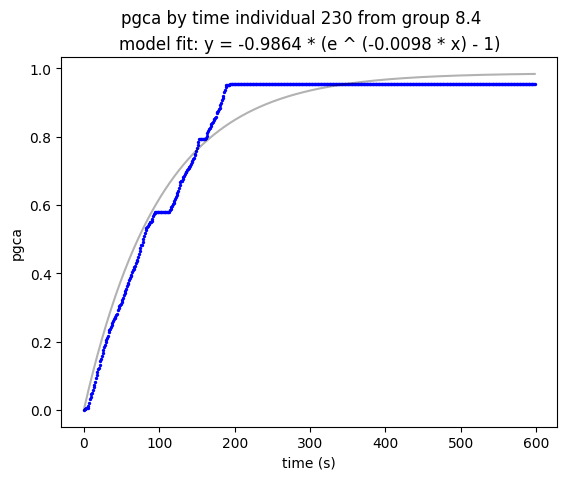 pgca by time individual 230 from group 8.4
model fit: y = -0.9864 * (e ^ (-0.0098 * x) - 1)
1.0
0.8
0.6
0.4
0.2
0.0
pgca
0 100 200 300 400 500 600
time (s)